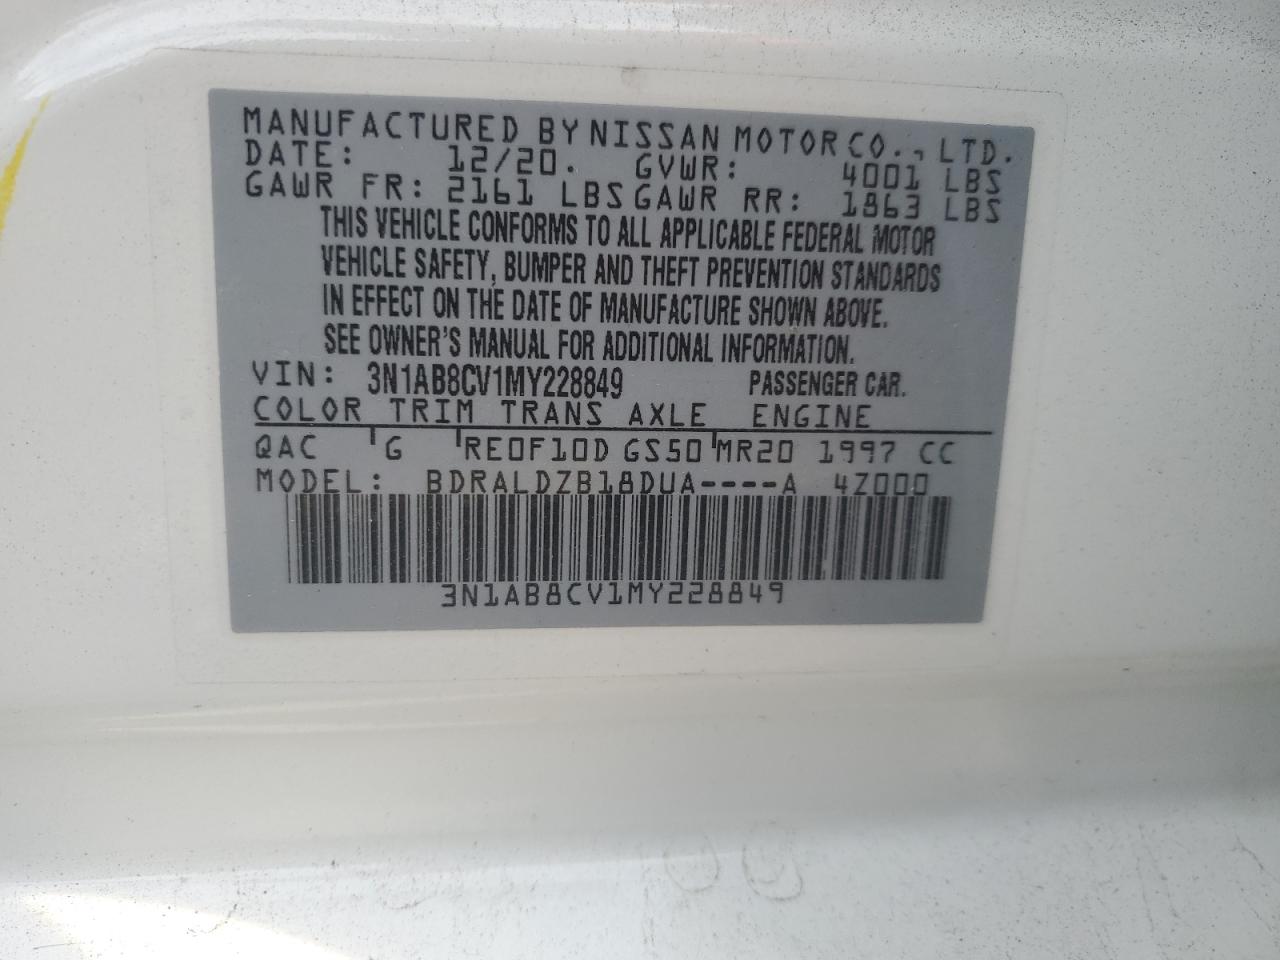 MANUFACTURED BY NISSAN MOTOR CO., LTD.
DATE: 12/20. GVWR: 4001 LBS
GAWR FR: 2161 LBS GAWR RR: 1863 LBS
THIS VEHICLE CONFORMS TO ALL APPLICABLE FEDERAL MOTOR
VEHICLE SAFETY, BUMPER AND THEFT PREVENTION STANDARDS
IN EFFECT ON THE DATE OF MANUFACTURE SHOWN ABOVE.
SEE OWNER'S MANUAL FOR ADDITIONAL INFORMATION.
VIN: 3N1AB8CV1MY228849 PASSENGER CAR.
COLOR TRIM TRANS AXLE ENGINE
QAC G RE0F10D GS50 MR20 1997 CC
MODEL: BDRALDZB18DUA----A 4Z000
3N1AB8CV1MY228849